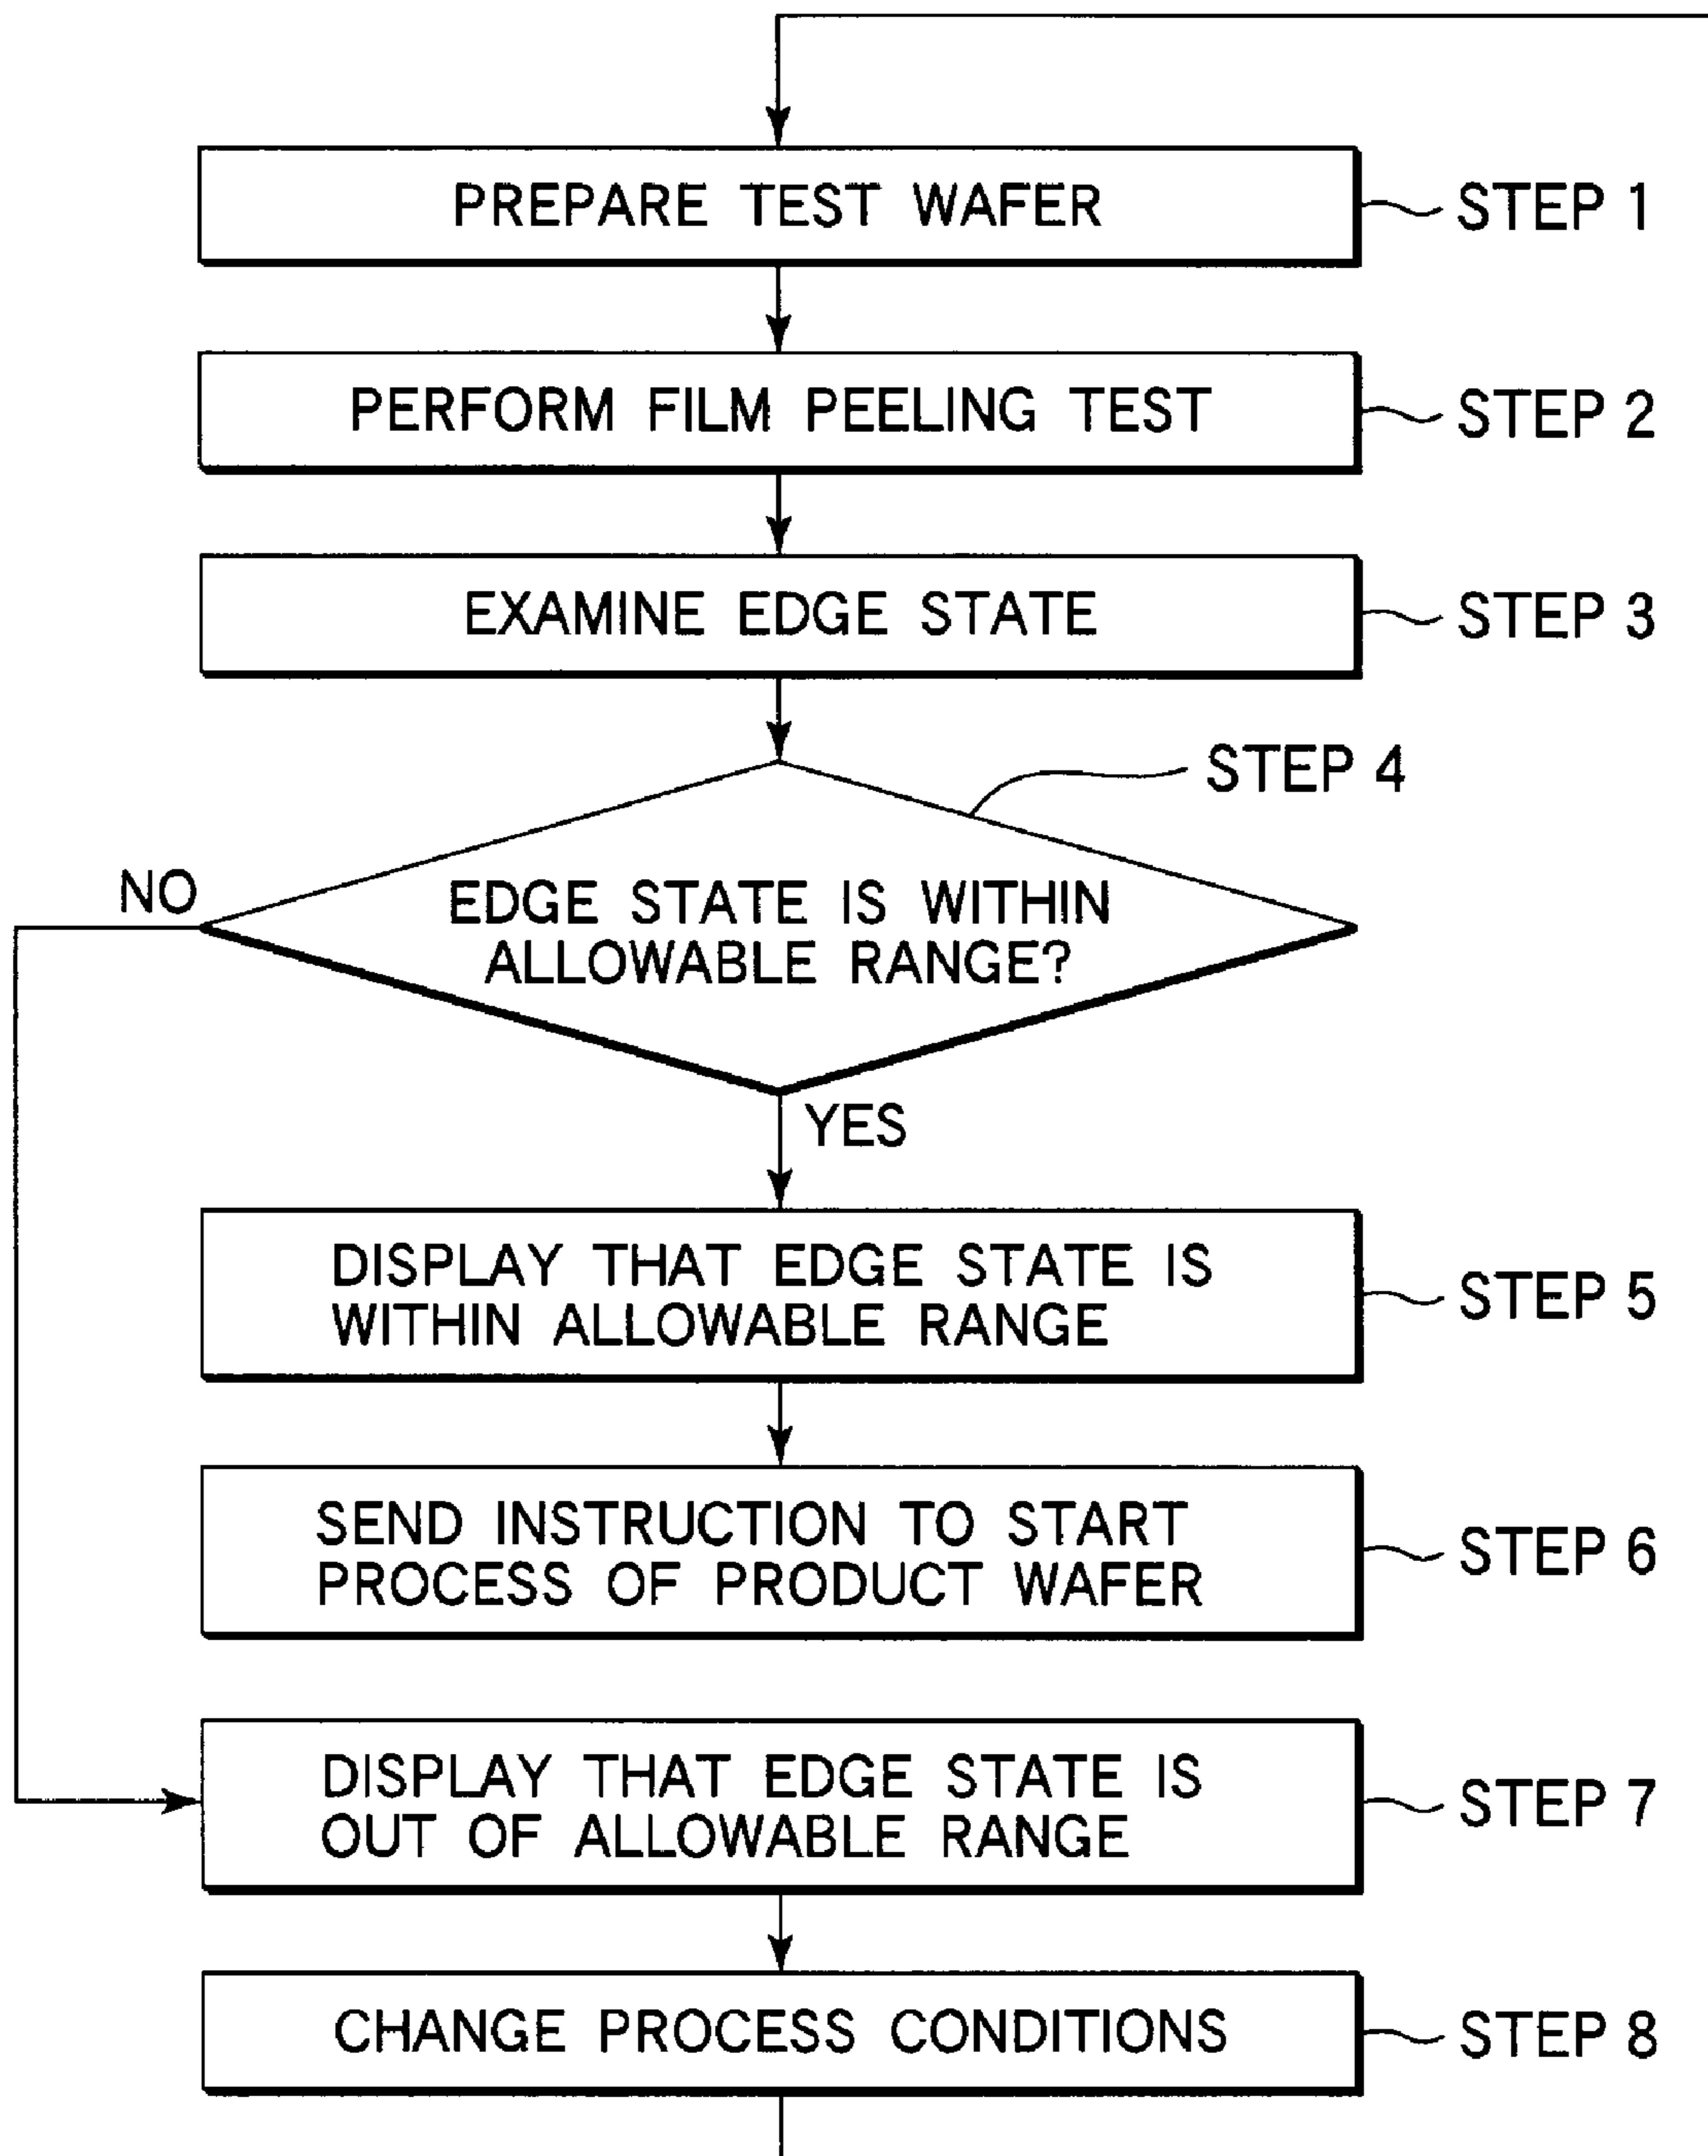 PREPARE TEST WAFER
STEP 1
PERFORM FILM PEELING TEST
STEP 2
EXAMINE EDGE STATE
STEP 3
STEP 4
NO
EDGE STATE IS WITHIN
ALLOWABLE RANGE?
YES
DISPLAY THAT EDGE STATE IS
WITHIN ALLOWABLE RANGE
STEP 5
SEND INSTRUCTION TO START
PROCESS OF PRODUCT WAFER
STEP 6
DISPLAY THAT EDGE STATE IS
OUT OF ALLOWABLE RANGE
STEP 7
CHANGE PROCESS CONDITIONS
STEP 8